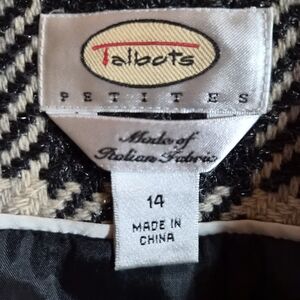 Talbots
PETITES
Made of
Italian Fabric
14
MADE IN
CHINA